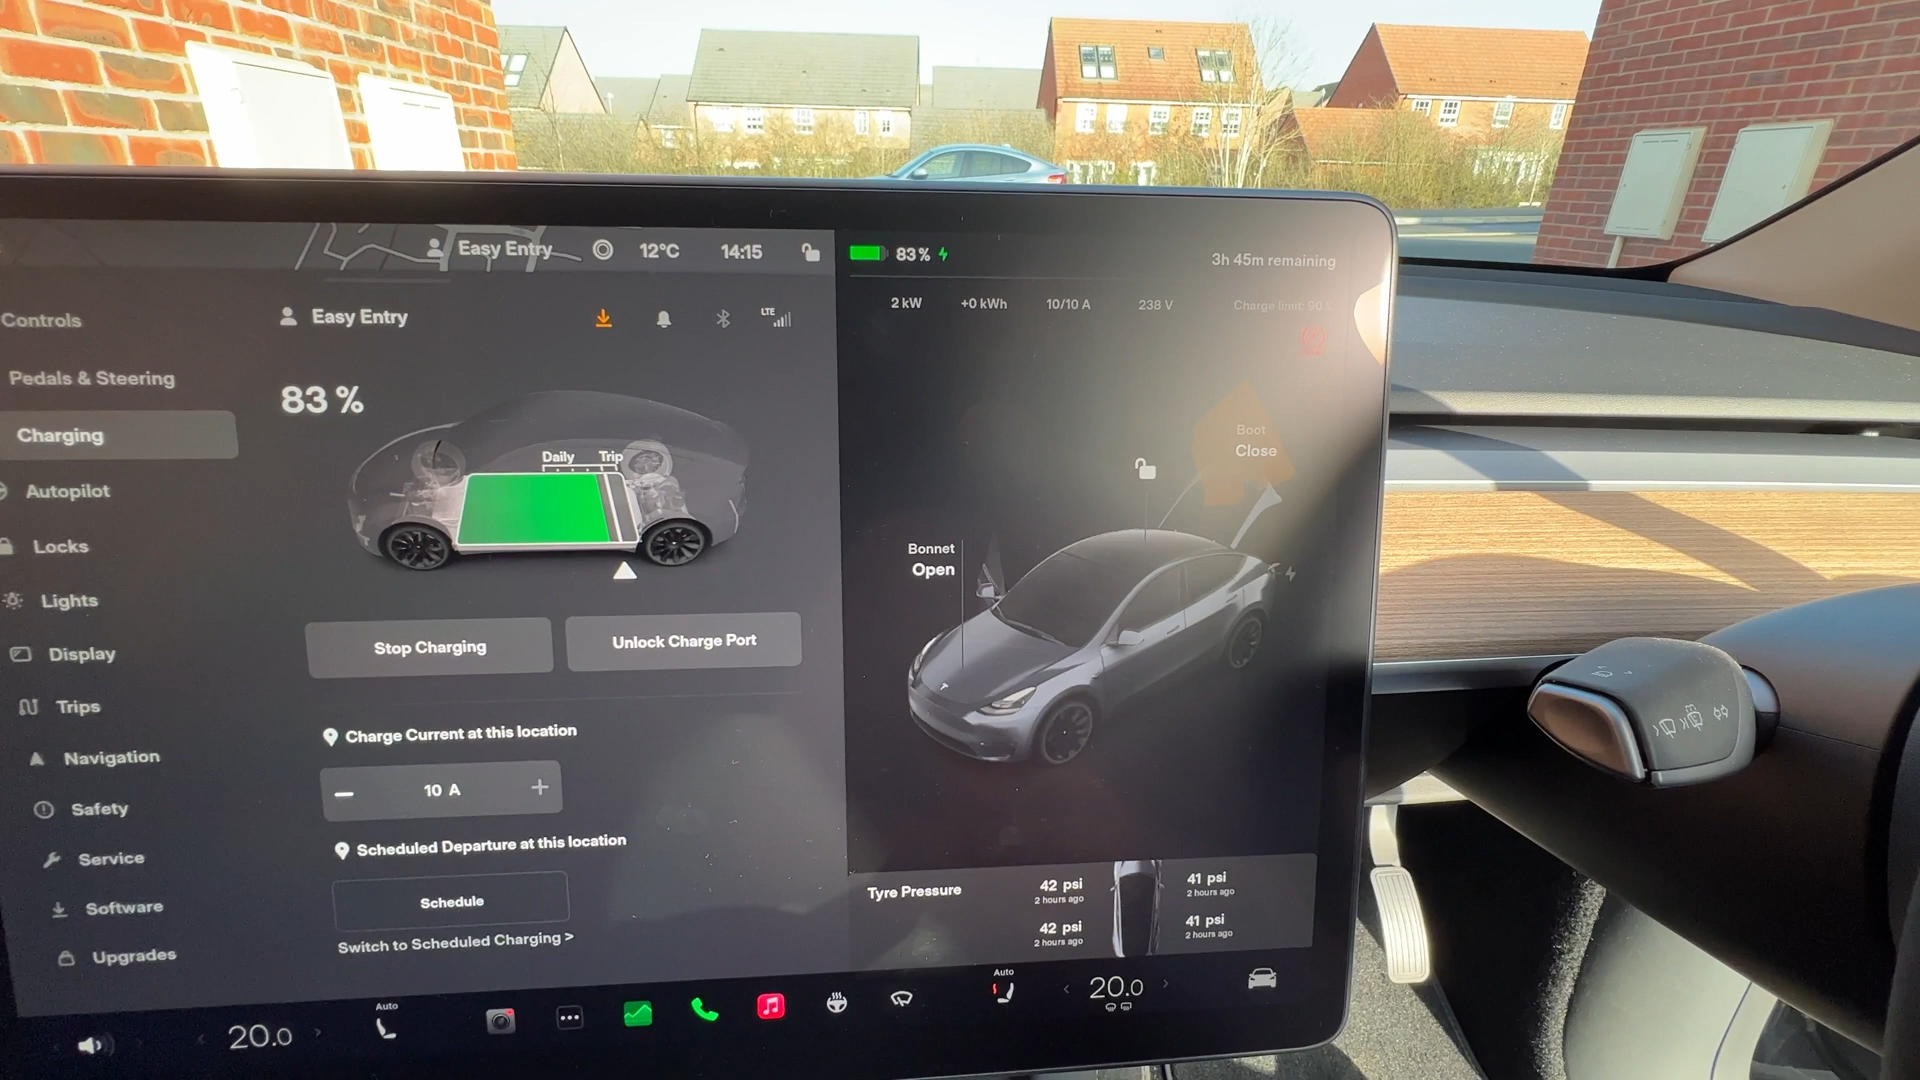 Easy Entry
12°C
14:15
83%
3h 45m remaining
2 kW
+0 kWh
10/10 A
238 V
Charge limit: 90
Controls
Pedals & Steering
Charging
Autopilot
Locks
Lights
Display
Trips
Navigation
Safety
Service
Software
Upgrades
Easy Entry
LTE
83 %
Daily
Trip
Stop Charging
Unlock Charge Port
Charge Current at this location
10 A
Scheduled Departure at this location
Schedule
Switch to Scheduled Charging >
Boot
Close
Bonnet
Open
Tyre Pressure
42 psi
2 hours ago
41 psi
2 hours ago
42 psi
2 hours ago
41 psi
2 hours ago
20.0
Auto
Auto
20.0